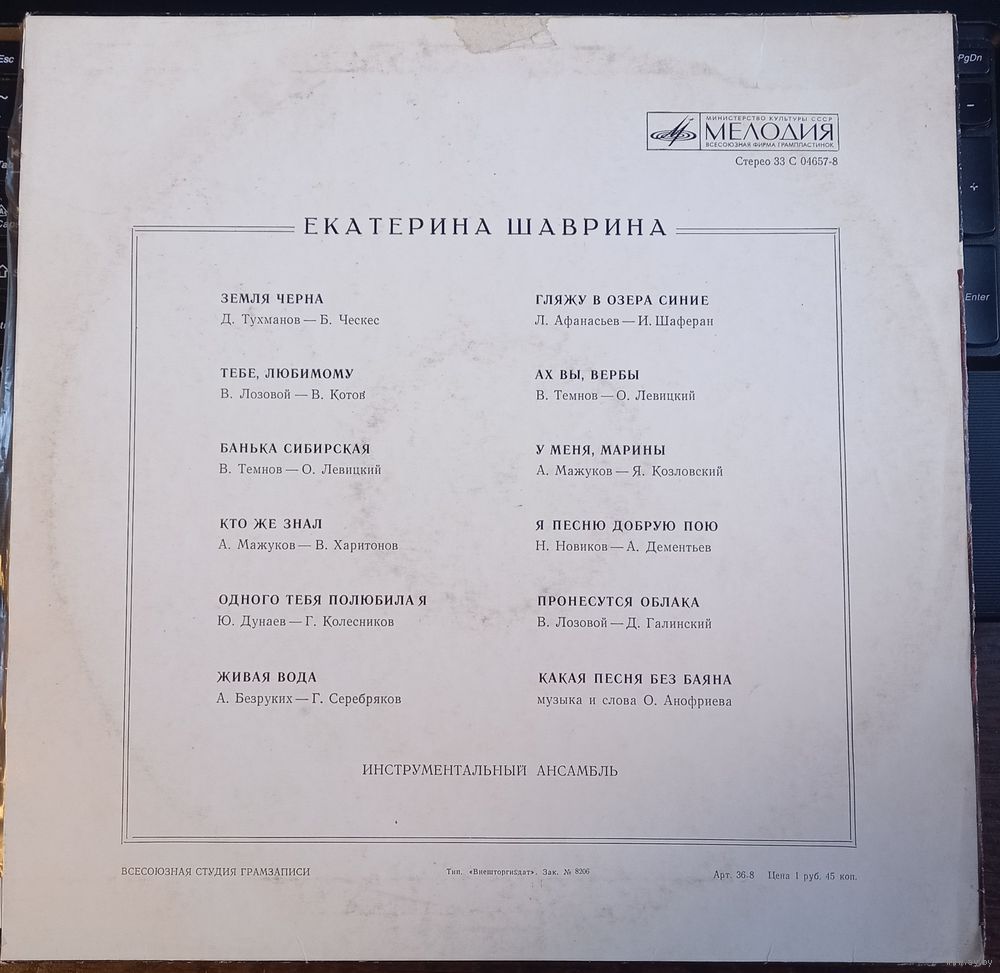 МИНИСТЕРСТВО КУЛЬТУРЫ СССР
МЕЛОДИЯ
ВСЕСОЮЗНАЯ ФИРМА ГРАМПЛАСТИНОК
Стерео 33 С 04657-8
ЕКАТЕРИНА ШАВРИНА
ЗЕМЛЯ ЧЕРНА
Д. Тухманов — Б. Ческес
ТЕБЕ, ЛЮБИМОМУ
В. Лозовой — В. Котов
БАНЬКА СИБИРСКАЯ
В. Темнов — О. Левицкий
КТО ЖЕ ЗНАЛ
А. Мажуков — В. Харитонов
ОДНОГО ТЕБЯ ПОЛЮБИЛА Я
Ю. Дунаев — Г. Колесников
ЖИВАЯ ВОДА
А. Безруких — Г. Серебряков
ГЛЯЖУ В ОЗЕРА СИНИЕ
Л. Афанасьев — И. Шаферан
АХ ВЫ, ВЕРБЫ
В. Темнов — О. Левицкий
У МЕНЯ, МАРИНЫ
А. Мажуков — Я. Козловский
Я ПЕСНЮ ДОБРУЮ ПОЮ
Н. Новиков — А. Дементьев
ПРОНЕСУТСЯ ОБЛАКА
В. Лозовой — Д. Галинский
КАКАЯ ПЕСНЯ БЕЗ БАЯНА
музыка и слова О. Анофриева
ИНСТРУМЕНТАЛЬНЫЙ АНСАМБЛЬ
ВСЕСОЮЗНАЯ СТУДИЯ ГРАМЗАПИСИ
Тип. «Внешторгиздат». Зак. № 8206
Арт. 36-8 Цена 1 руб. 45 коп.
Esc
PgDn
Enter